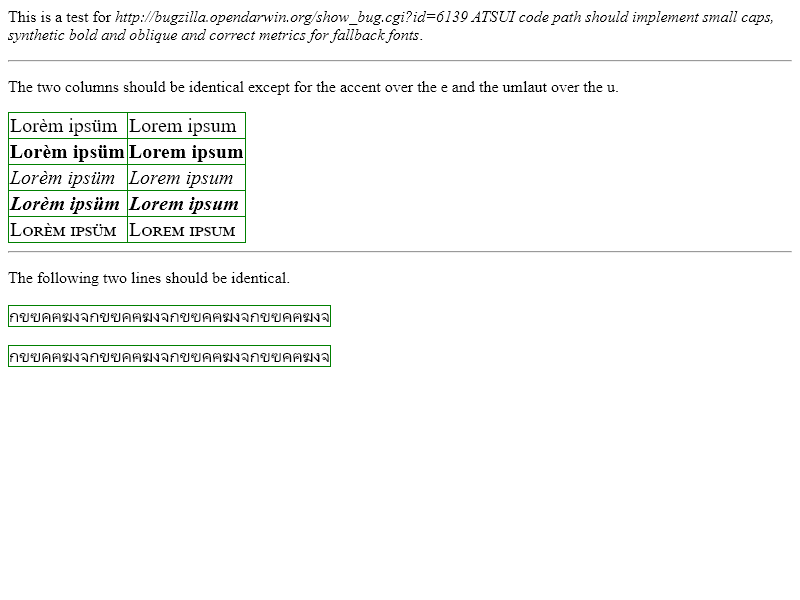 This is a test for http://bugzilla.opendarwin.org/show_bug.cgi?id=6139 ATSUI code path should implement small caps,
synthetic bold and oblique and correct metrics for fallback fonts.
The two columns should be identical except for the accent over the e and the umlaut over the u.
Lorèm ipsüm Lorem ipsum
Lorèm ipsüm Lorem ipsum
Lorèm ipsüm Lorem ipsum
Lorèm ipsüm Lorem ipsum
Lorèm ipsüm Lorem ipsum
The following two lines should be identical.
กขฃคฅฆงจกขฃคฅฆงจกขฃคฅฆงจกขฃคฅฆงจ
กขฃคฅฆงจกขฃคฅฆงจกขฃคฅฆงจกขฃคฅฆงจ